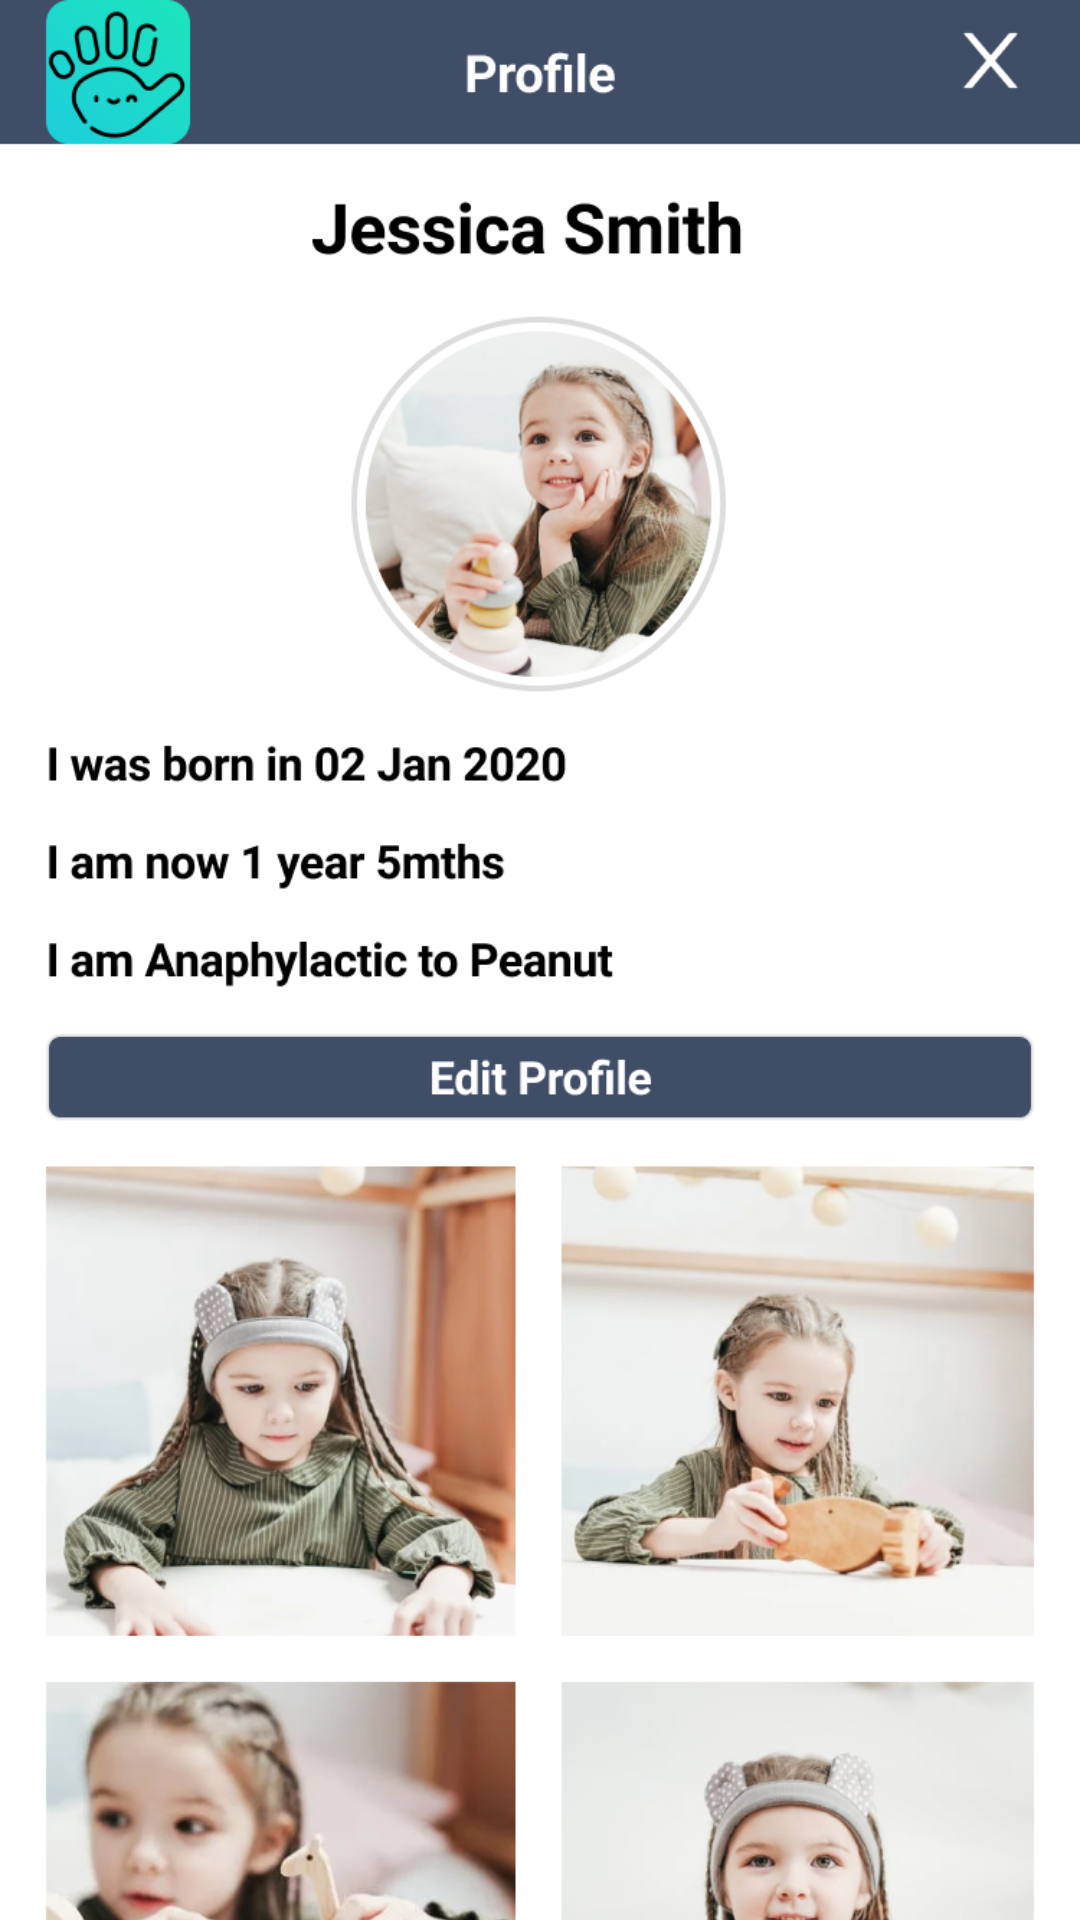 Profile
Jessica Smith
I was born in 02 Jan 2020
I am now 1 year 5mths
I am Anaphylactic to Peanut
Edit Profile